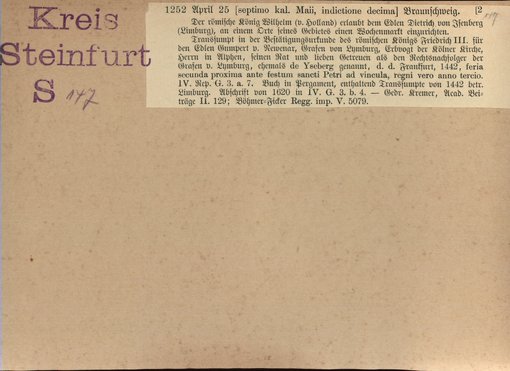 Kreis
Steinfurt
S 147
1252 April 25 [septimo kal. Maii, indictione decima] Braunschweig. [2
Der römische König Wilhelm (v. Holland) erlaubt dem Edlen Dietrich von Isenberg
(Limburg), an einem Orte seines Gebietes einen Wochenmarkt einzurichten.
Transsumpt in der Bestätigungsurkunde des römischen Königs Friedrich III. für
den Edlen Gumpert v. Newenar, Grafen von Lymburg, Erbvogt der Kölner Kirche,
Herrn in Alphen, seinen Rat und lieben Getreuen als den Rechtsnachfolger der
Grafen v. Lymburg, ehemals de Yseberg genannt, d. d. Frankfurt, 1442, feria
secunda proxima ante festum sancti Petri ad vincula, regni vero anno tercio.
IV. Rep. G. 3. a. 7. Buch in Pergament, enthaltend Transsumpte von 1442 betr.
Limburg. Abschrift von 1620 in IV. G. 3. b. 4. — Gedr. Kremer, Acad. Bei-
träge II. 129; Böhmer-Ficker Regg. imp. V. 5079.